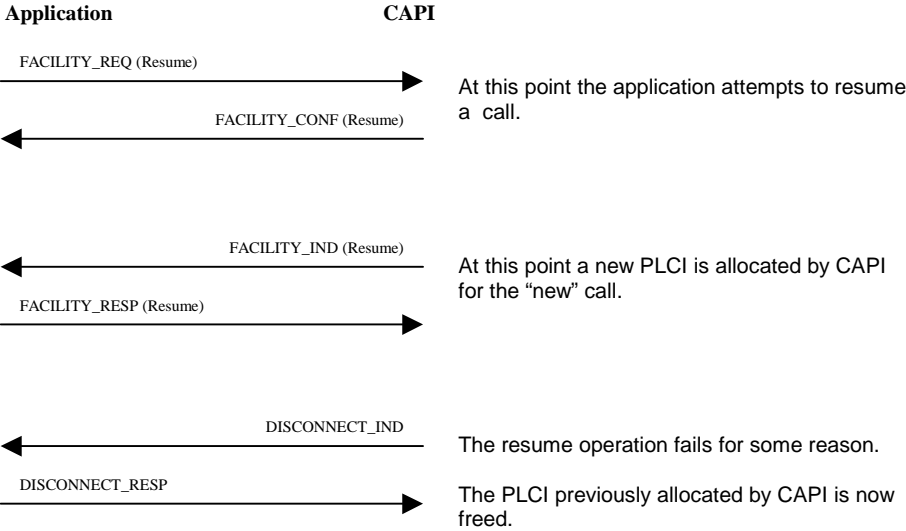 Application CAPI
FACILITY_REQ (Resume)
At this point the application attempts to resume
a call.
FACILITY_CONF (Resume)
FACILITY_IND (Resume)
At this point a new PLCI is allocated by CAPI
for the “new” call.
FACILITY_RESP (Resume)
DISCONNECT_IND
The resume operation fails for some reason.
DISCONNECT_RESP
The PLCI previously allocated by CAPI is now
freed.